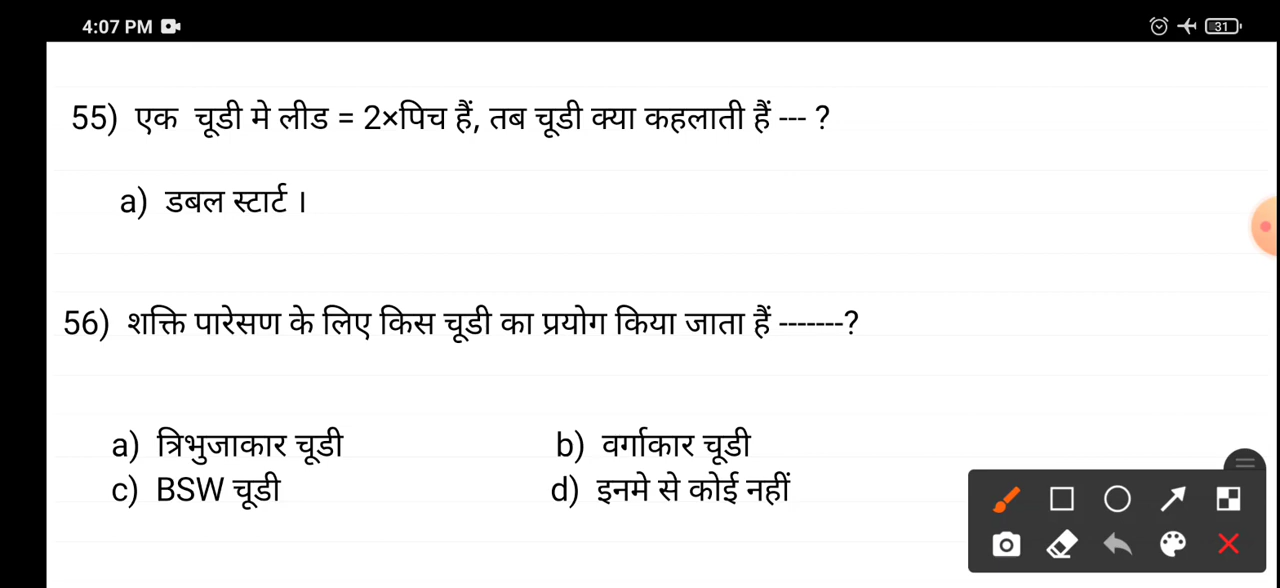 4:07 PM
31
55) एक चूडी मे लीड = 2×पिच हैं, तब चूडी क्या कहलाती हैं --- ?
a) डबल स्टार्ट ।
56) शक्ति पारेसण के लिए किस चूडी का प्रयोग किया जाता हैं -------?
a) त्रिभुजाकार चूडी b) वर्गाकार चूडी
c) BSW चूडी d) इनमे से कोई नहीं